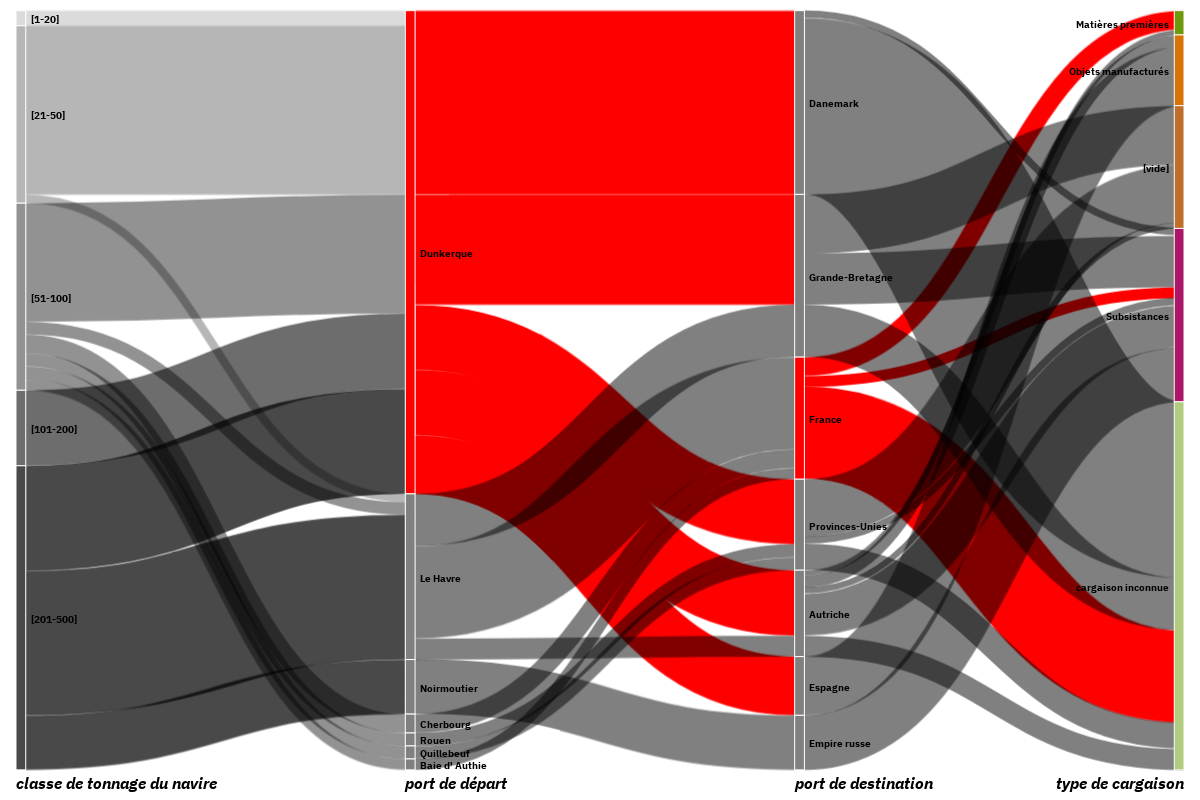 [1-20]
[21-50]
[51-100]
[101-200]
[201-500]
Dunkerque
Le Havre
Noirmoutier
Cherbourg
Rouen
Quillebeuf
Baie d' Authie
Danemark
Grande-Bretagne
France
Provinces-Unies
Autriche
Espagne
Empire russe
Matières premières
Objets manufacturés
[vide]
Subsistances
cargaison inconnue
classe de tonnage du navire
port de départ
port de destination
type de cargaison